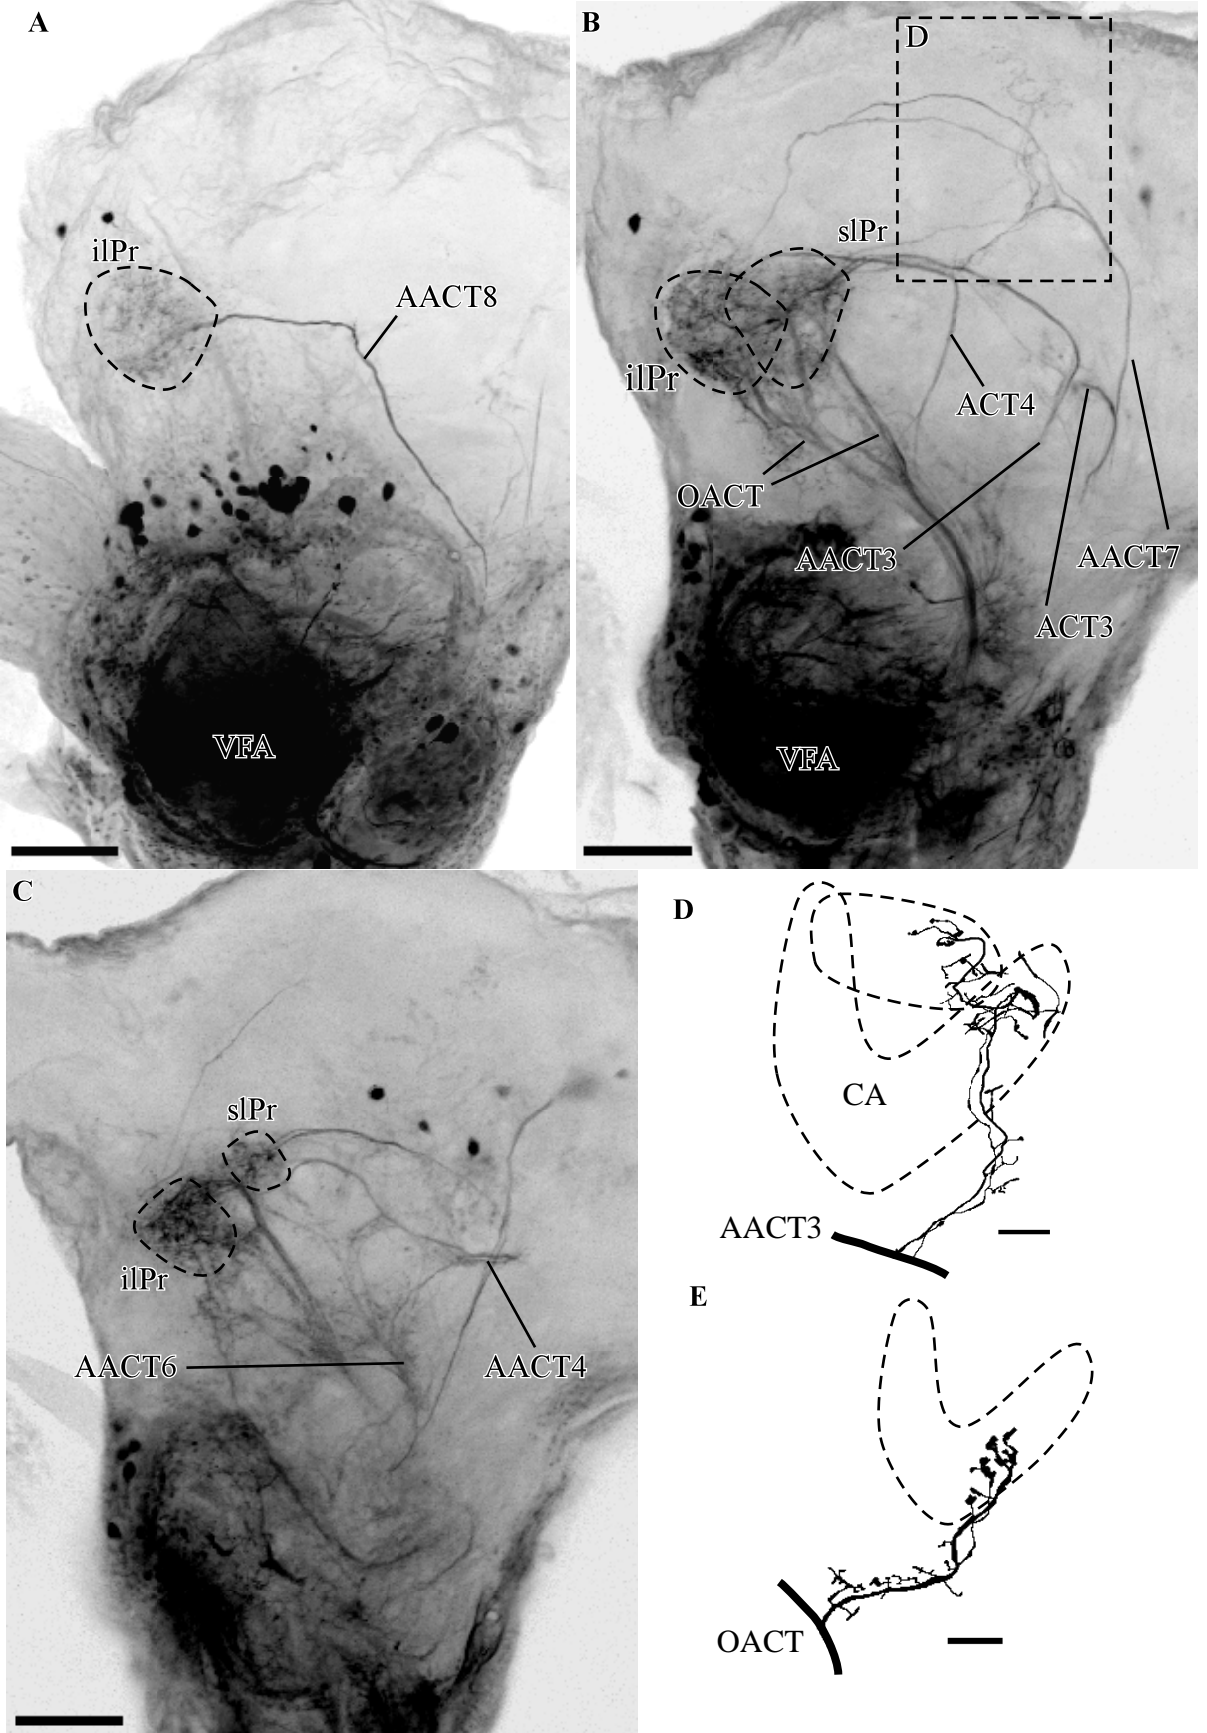 A
ilPr
AACT8
VFA
B
D
slPr
ilPr
ACT4
OACT
AACT3
AACT7
ACT3
VFA
C
slPr
ilPr
AACT6
AACT4
D
CA
AACT3
E
OACT